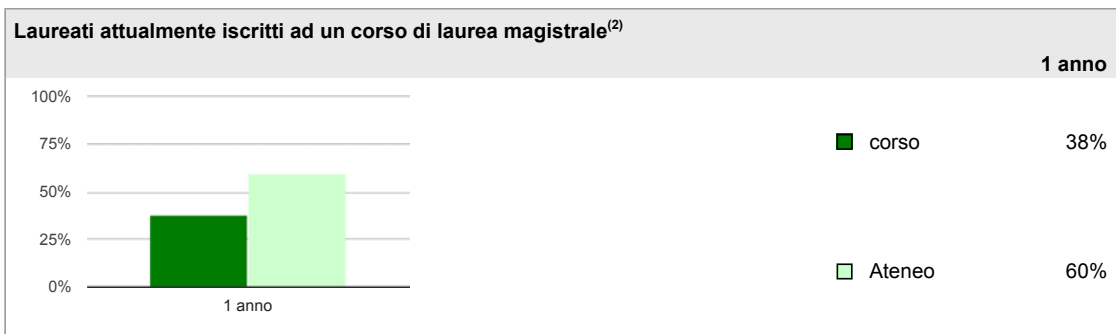 Laureati attualmente iscritti ad un corso di laurea magistrale(2)
1 anno
100%
75%
50%
25%
0%
1 anno
corso 38%
Ateneo 60%